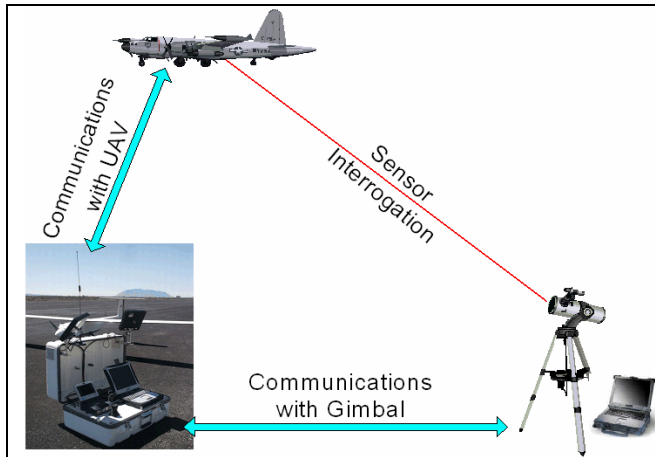 Communications
with UAV
Sensor
Interrogation
Communications
with Gimbal